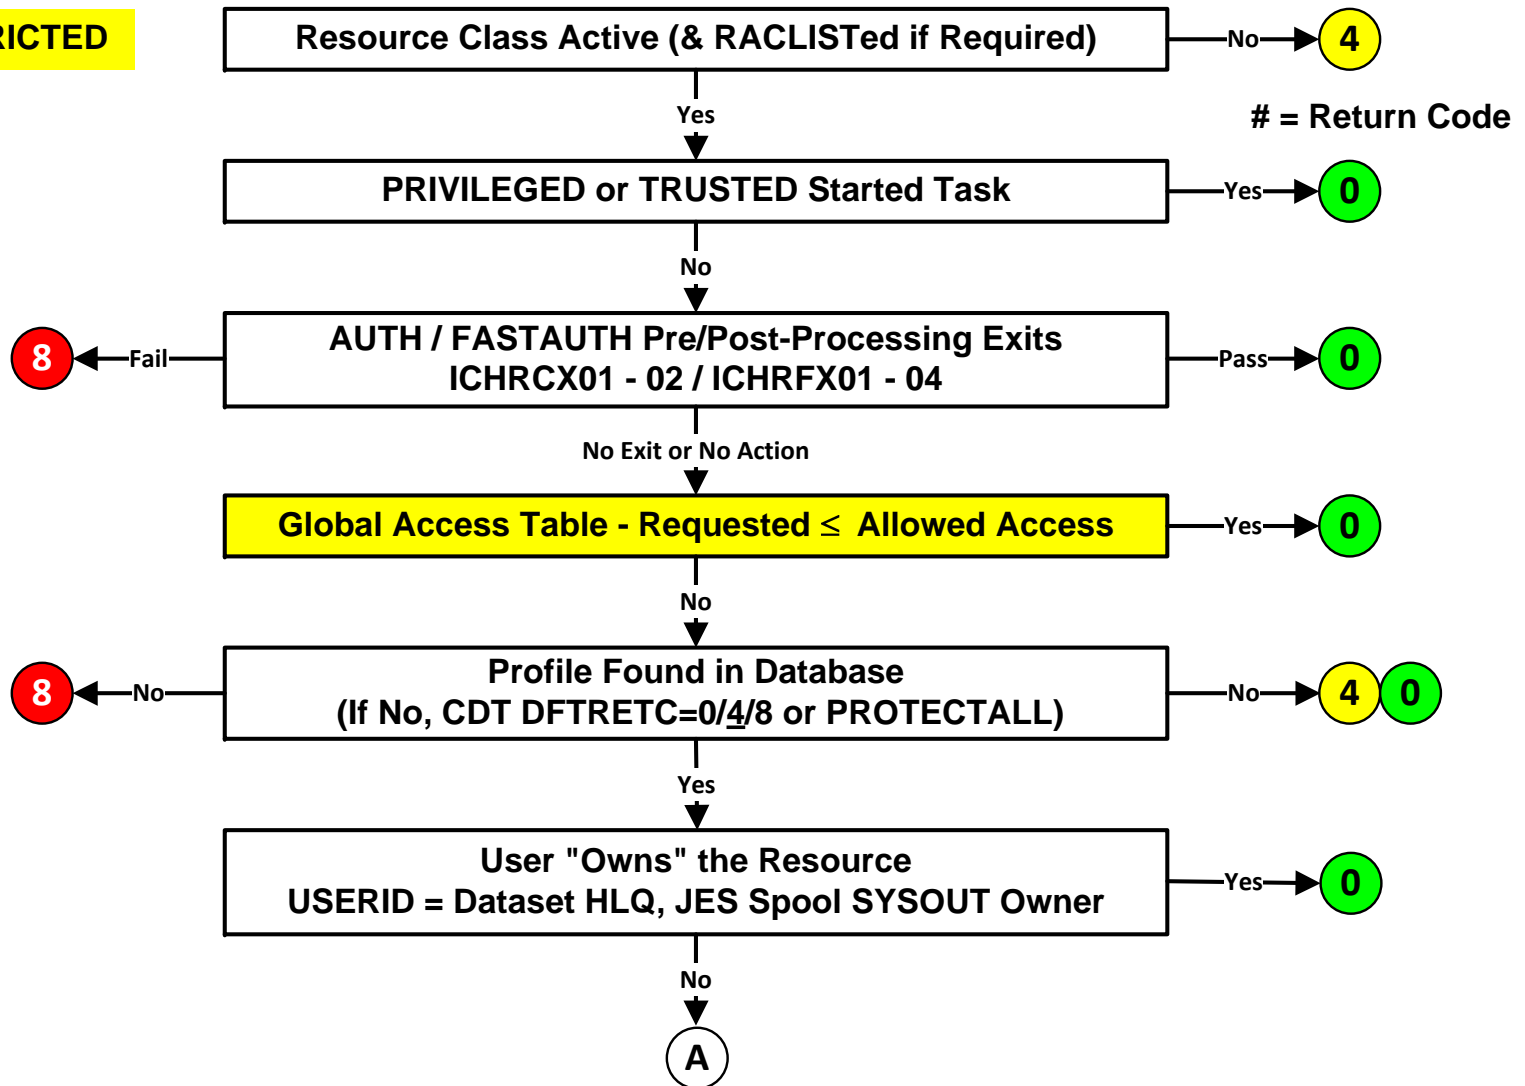 RICTED
Resource Class Active (& RACLISTed if Required)
No
4
Yes
# = Return Code
PRIVILEGED or TRUSTED Started Task
Yes
0
No
8
Fail
AUTH / FASTAUTH Pre/Post-Processing Exits
ICHRCX01 - 02 / ICHRFX01 - 04
Pass
0
No Exit or No Action
Global Access Table - Requested ≤ Allowed Access
Yes
0
No
8
No
Profile Found in Database
(If No, CDT DFTRETC=0/4/8 or PROTECTALL)
No
4
0
Yes
User "Owns" the Resource
USERID = Dataset HLQ, JES Spool SYSOUT Owner
Yes
0
No
A